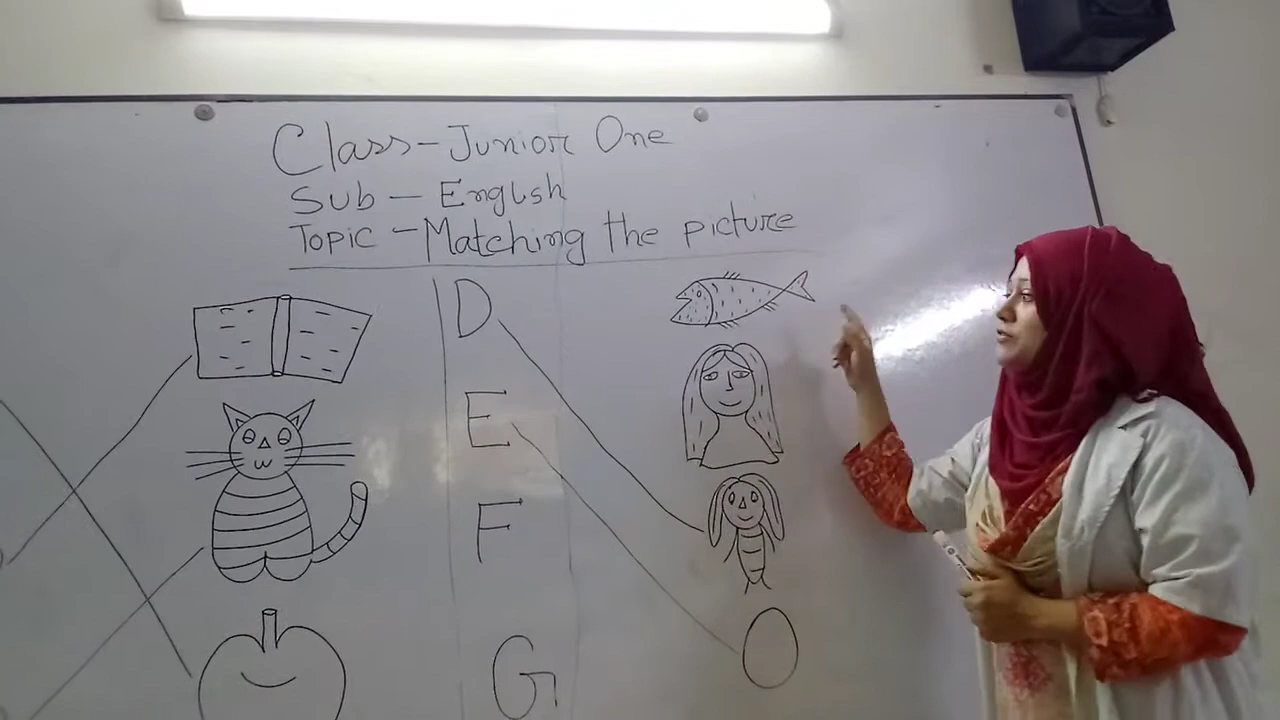 Class - Junior One
Sub - English
Topic - Matching the picture
D
E
F
G